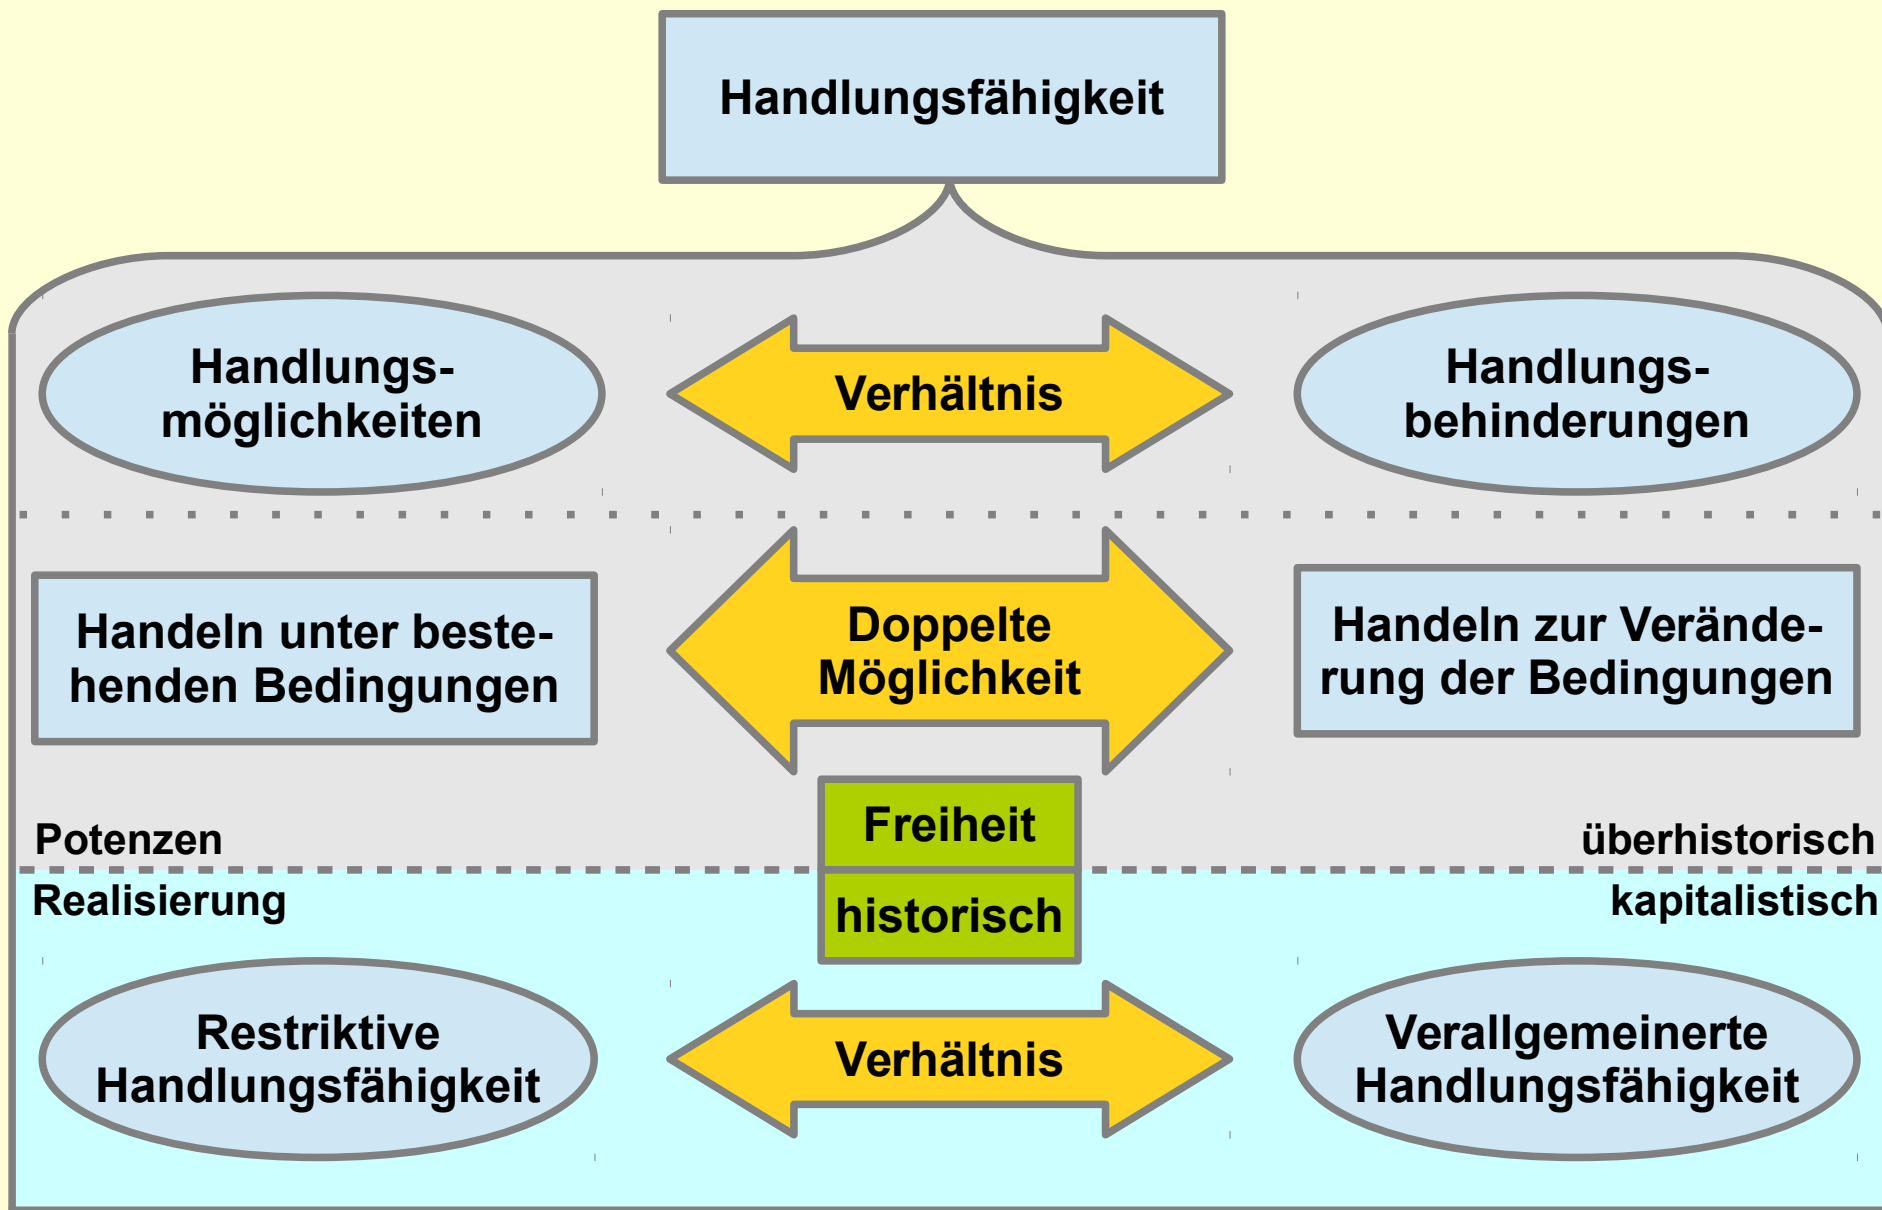 Handlungsfähigkeit
Handlungs-
möglichkeiten
Verhältnis
Handlungs-
behinderungen
Handeln unter beste-
henden Bedingungen
Doppelte
Möglichkeit
Handeln zur Verände-
rung der Bedingungen
Potenzen
Freiheit
überhistorisch
Realisierung
historisch
kapitalistisch
Restriktive
Handlungsfähigkeit
Verhältnis
Verallgemeinerte
Handlungsfähigkeit